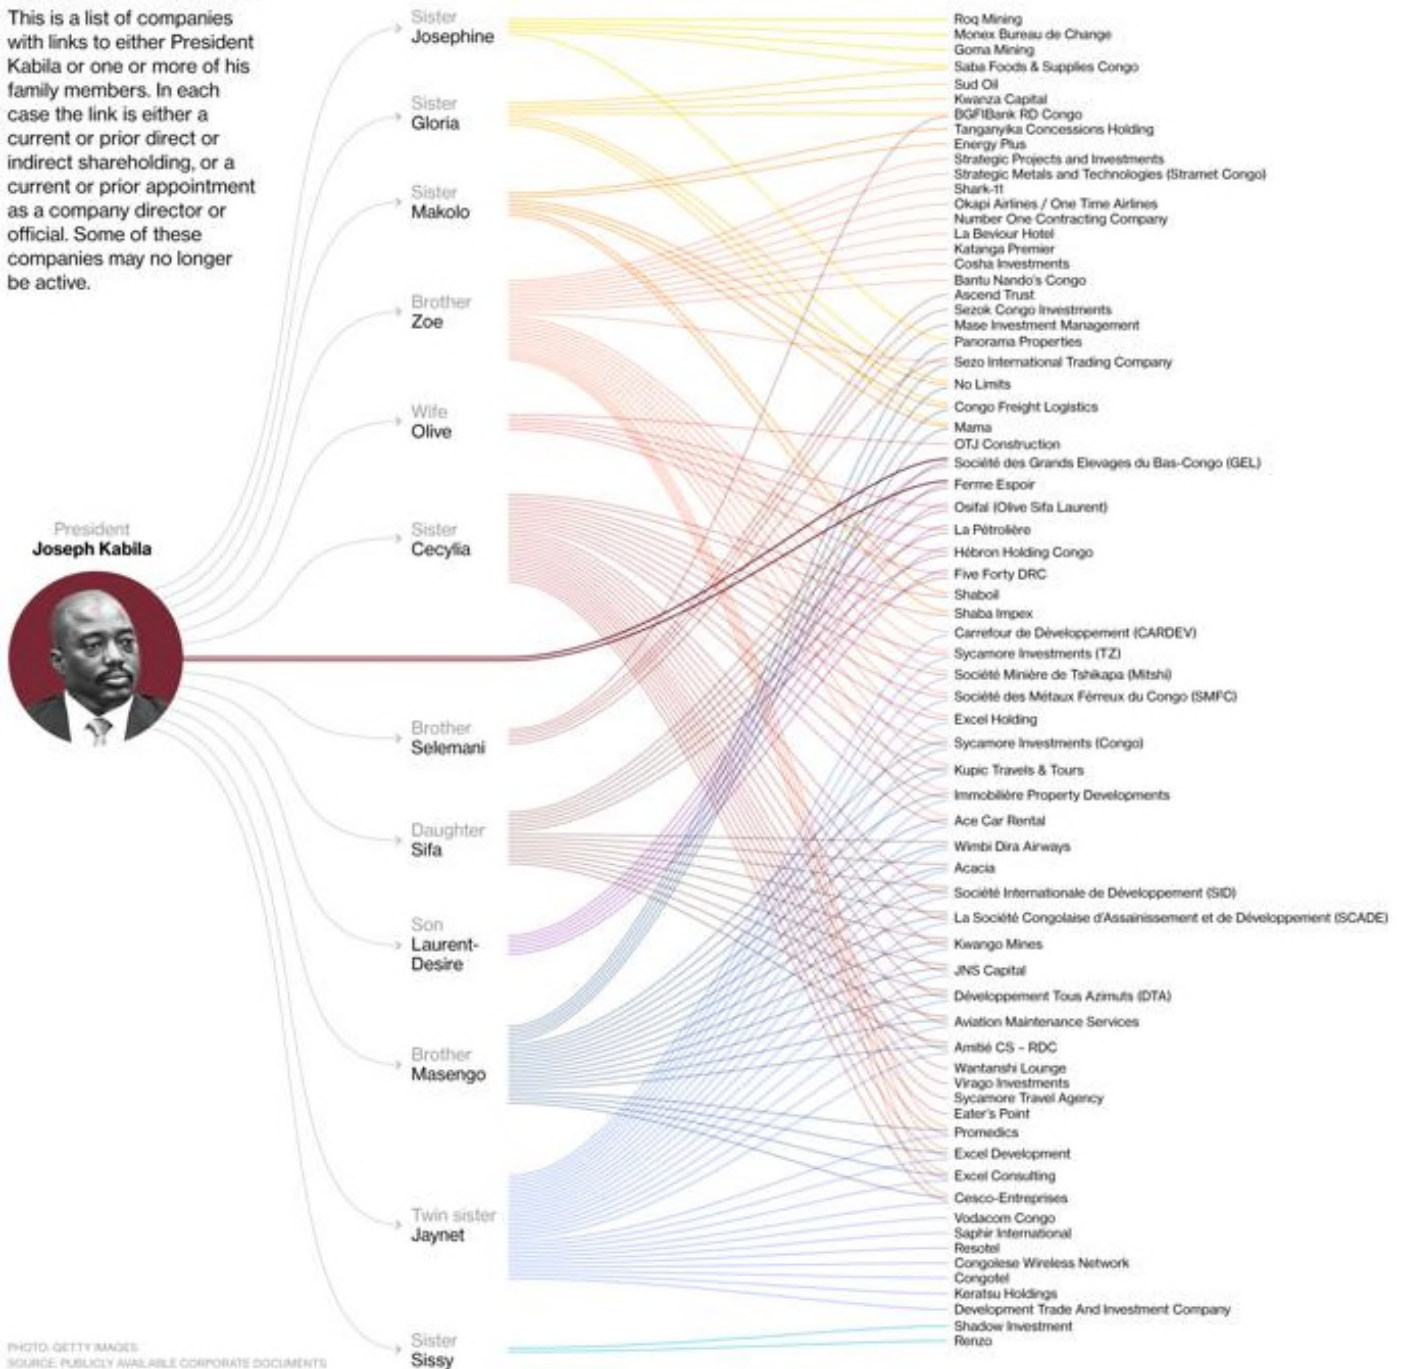 This is a list of companies
with links to either President
Kabila or one or more of his
family members. In each
case the link is either a
current or prior direct or
indirect shareholding, or a
current or prior appointment
as a company director or
official. Some of these
companies may no longer
be active.
President
Joseph Kabila
Sister
Josephine
Sister
Gloria
Sister
Makolo
Brother
Zoe
Wife
Olive
Sister
Cecylia
Brother
Selemani
Daughter
Sifa
Son
Laurent-
Desire
Brother
Masengo
Twin sister
Jaynet
Sister
Sissy
Roq Mining
Monex Bureau de Change
Goma Mining
Saba Foods & Supplies Congo
Sud Oil
Kwanza Capital
BGFIBank RD Congo
Tanganyika Concessions Holding
Energy Plus
Strategic Projects and Investments
Strategic Metals and Technologies (Stramet Congo)
Shark-11
Okapi Airlines / One Time Airlines
Number One Contracting Company
La Beviour Hotel
Katanga Premier
Cosha Investments
Bantu Nando's Congo
Ascend Trust
Sezok Congo Investments
Mase Investment Management
Panorama Properties
Sezo International Trading Company
No Limits
Congo Freight Logistics
Mama
OTJ Construction
Société des Grands Elevages du Bas-Congo (GEL)
Ferme Espoir
Osifal (Olive Sifa Laurent)
La Pétrolière
Hébron Holding Congo
Five Forty DRC
Shaboil
Shaba Impex
Carrefour de Développement (CARDEV)
Sycamore Investments (TZ)
Société Minière de Tshikapa (Mitshi)
Société des Métaux Férreux du Congo (SMFC)
Excel Holding
Sycamore Investments (Congo)
Kupic Travels & Tours
Immobilière Property Developments
Ace Car Rental
Wimbi Dira Airways
Acacia
Société Internationale de Développement (SID)
La Société Congolaise d'Assainissement et de Développement (SCADE)
Kwango Mines
JNS Capital
Développement Tous Azimuts (DTA)
Aviation Maintenance Services
Amitié CS – RDC
Wantanshi Lounge
Virago Investments
Sycamore Travel Agency
Eater's Point
Promedics
Excel Development
Excel Consulting
Cesco-Entreprises
Vodacom Congo
Saphir International
Resotel
Congolese Wireless Network
Congotel
Keratsu Holdings
Development Trade And Investment Company
Shadow Investment
Renzo
PHOTO: GETTY IMAGES
SOURCE: PUBLICLY AVAILABLE CORPORATE DOCUMENTS